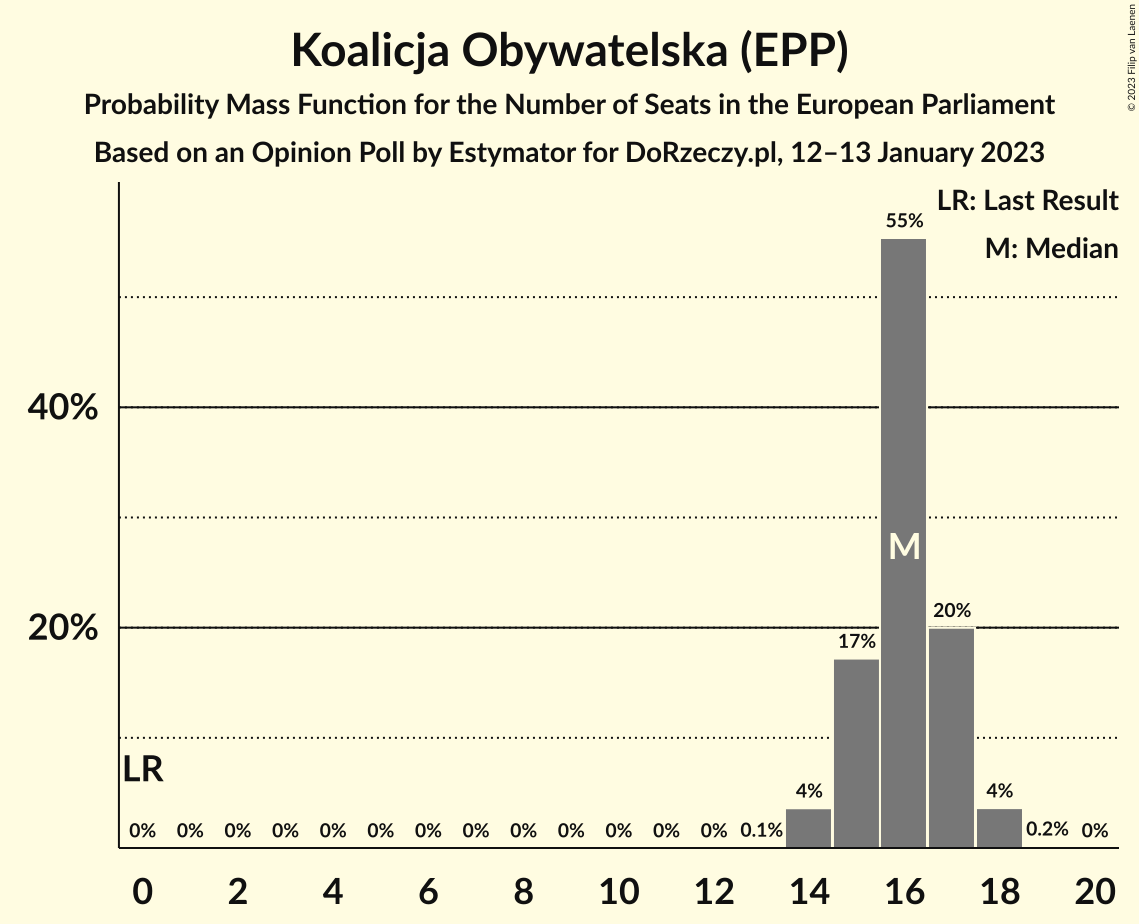 Koalicja Obywatelska (EPP)
Probability Mass Function for the Number of Seats in the European Parliament
Based on an Opinion Poll by Estymator for DoRzeczy.pl, 12–13 January 2023
© 2023 Filip van Laenen
LR: Last Result
M: Median
55%
40%
M
20%
20%
17%
LR
4%
4%
0% 0% 0% 0% 0% 0% 0% 0% 0% 0% 0% 0% 0% 0.1% 0.2% 0%
0 2 4 6 8 10 12 14 16 18 20